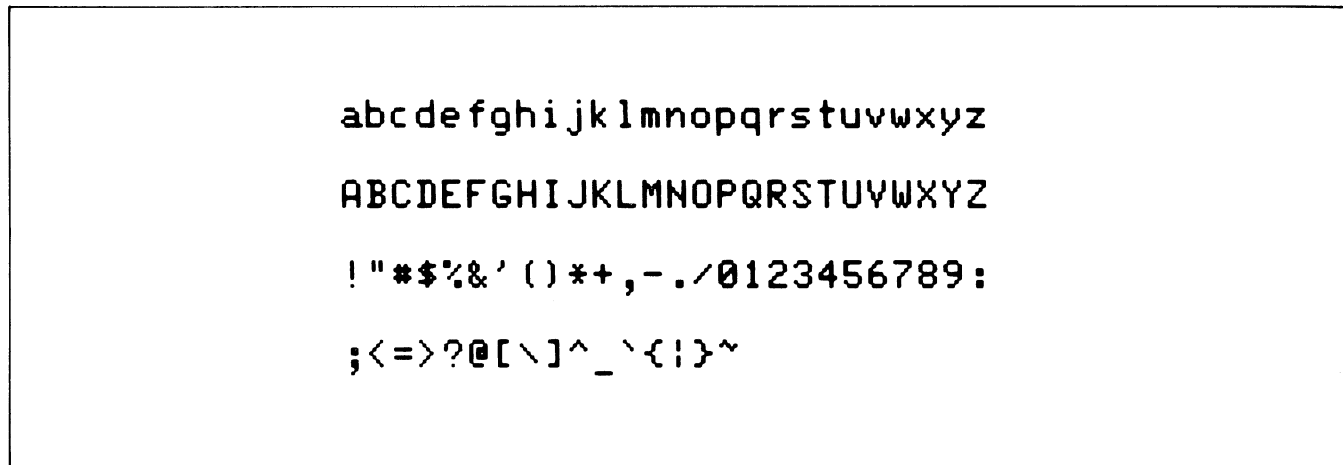 abcdefghijklmnopqrstuvwxyz
ABCDEFGHIJKLMNOPQRSTUVWXYZ
!"#$%&'()*+,-./0123456789:
;<=>?@[\]^_`{¦}~